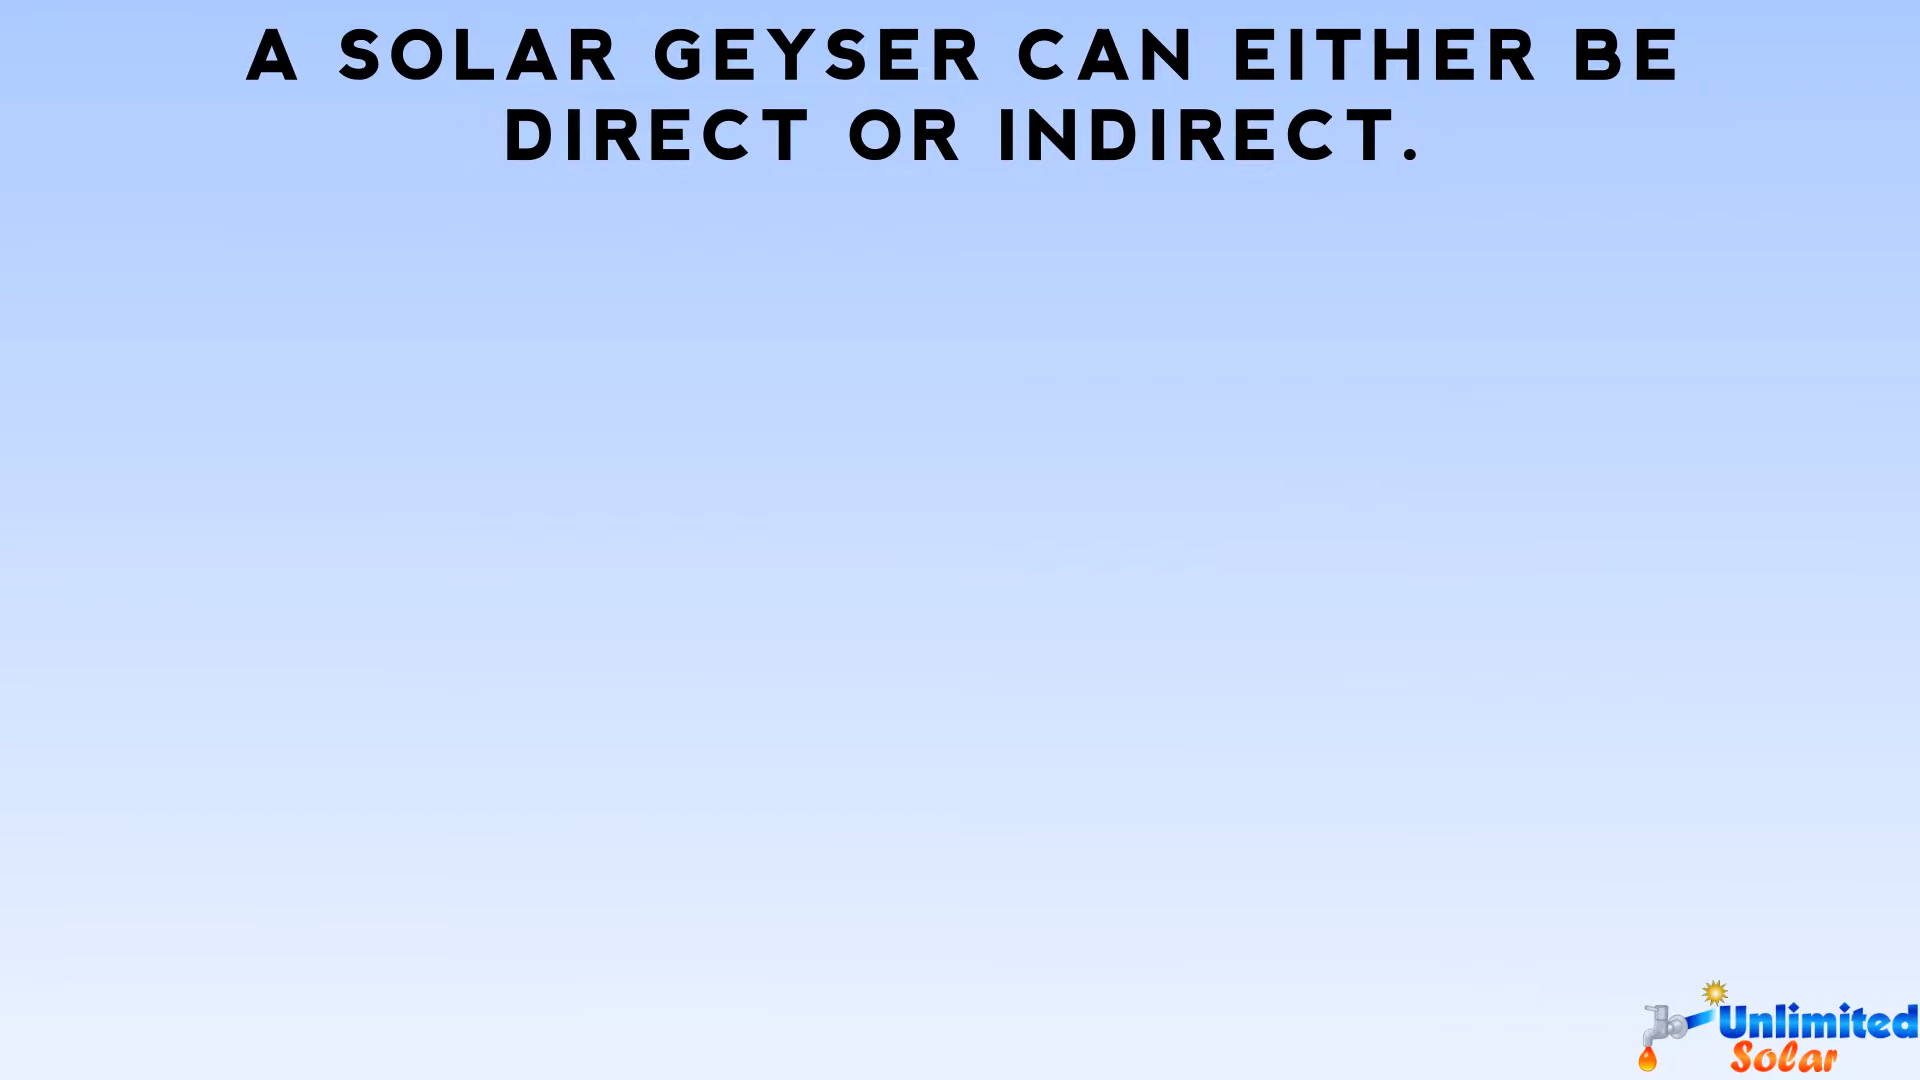 A SOLAR GEYSER CAN EITHER BE
DIRECT OR INDIRECT.
Unlimited
Solar